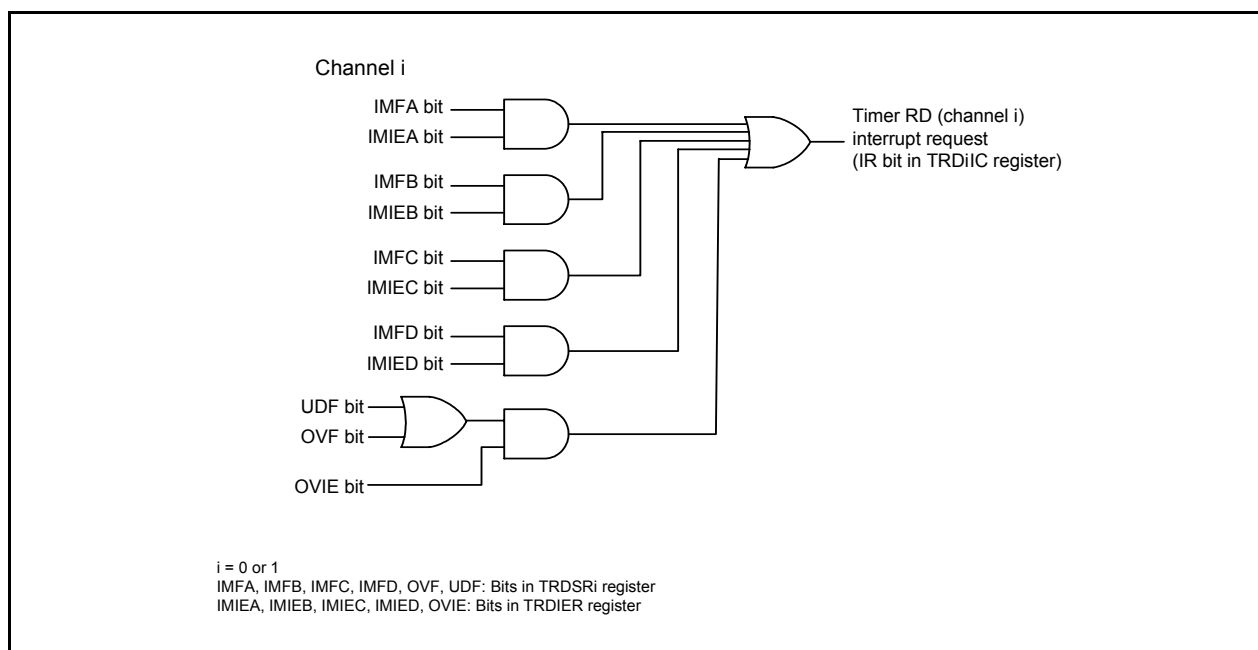 Channel i
IMFA bit
IMIEA bit
IMFB bit
IMIEB bit
IMFC bit
IMIEC bit
IMFD bit
IMIED bit
UDF bit
OVF bit
OVIE bit
Timer RD (channel i)
interrupt request
(IR bit in TRDiIC register)
i = 0 or 1
IMFA, IMFB, IMFC, IMFD, OVF, UDF: Bits in TRDSRi register
IMIEA, IMIEB, IMIEC, IMIED, OVIE: Bits in TRDIER register